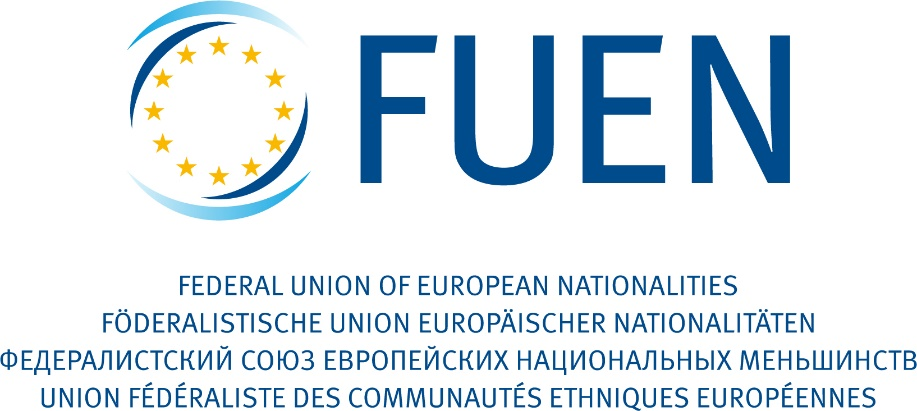 FUEN
FEDERAL UNION OF EUROPEAN NATIONALITIES
FÖDERALISTISCHE UNION EUROPÄISCHER NATIONALITÄTEN
ФЕДЕРАЛИСТСКИЙ СОЮЗ ЕВРОПЕЙСКИХ НАЦИОНАЛЬНЫХ МЕНЬШИНСТВ
UNION FÉDÉRALISTE DES COMMUNAUTÉS ETHNIQUES EUROPÉENNES